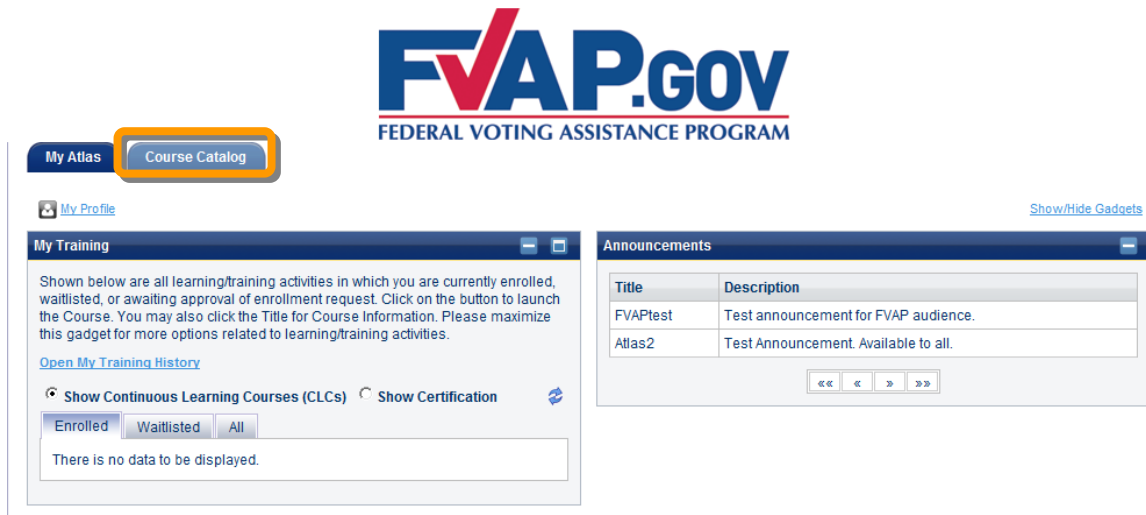 FVAP.GOV
FEDERAL VOTING ASSISTANCE PROGRAM
My Atlas
Course Catalog
My Profile
Show/Hide Gadgets
My Training
Shown below are all learning/training activities in which you are currently enrolled,
waitlisted, or awaiting approval of enrollment request. Click on the button to launch
the Course. You may also click the Title for Course Information. Please maximize
this gadget for more options related to learning/training activities.
Open My Training History
Show Continuous Learning Courses (CLCs) Show Certification
Enrolled Waitlisted All
There is no data to be displayed.
Announcements
Title Description
FVAPtest Test announcement for FVAP audience.
Atlas2 Test Announcement. Available to all.
«« « » »»